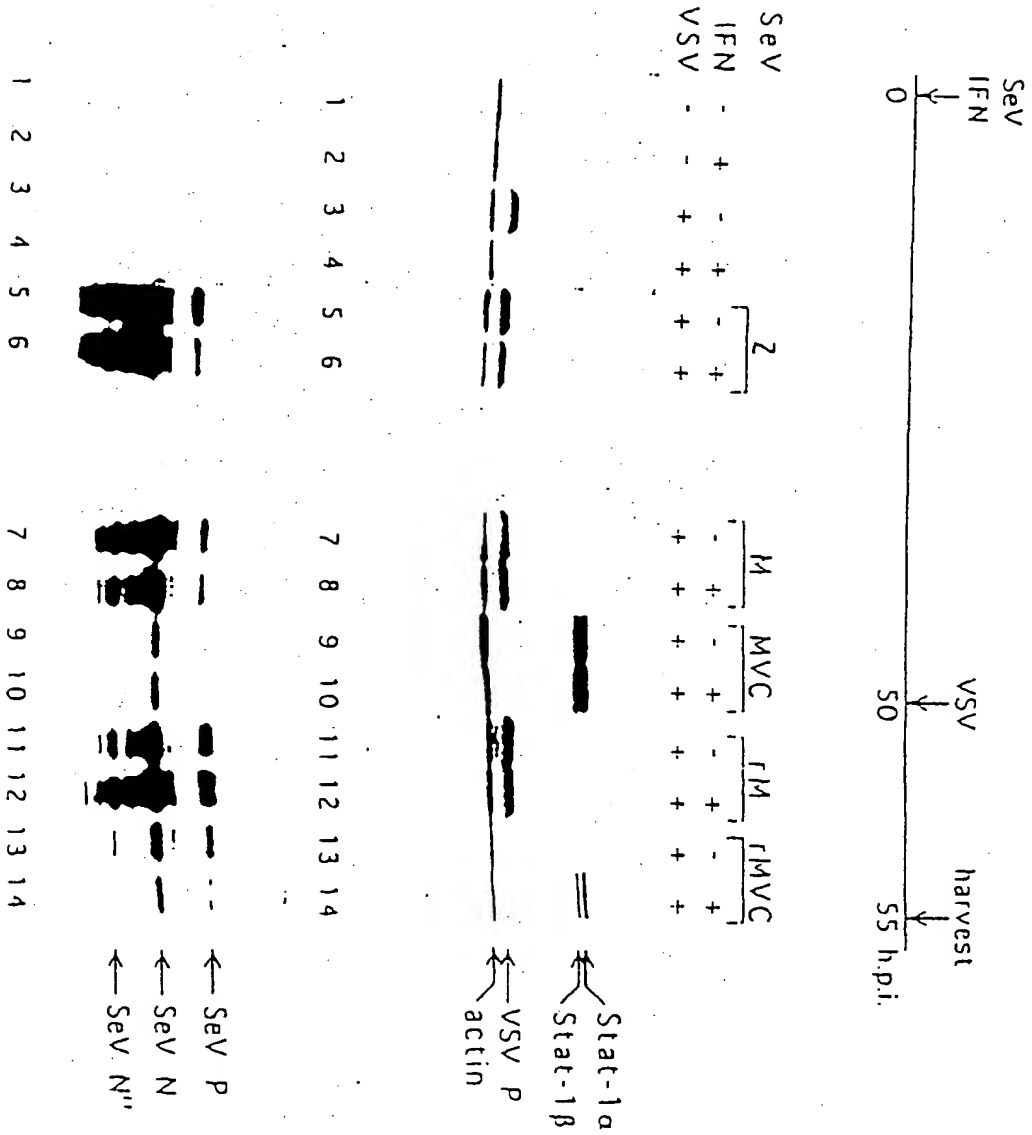 SeV
IFN VSV harvest
0 50 55 h.p.i.
SeV Z M MVC rM rMVC
IFN - + - + - + - + - + - + - +
VSV - - + + + + + + + + + + + +
Stat-1α
Stat-1β
VSV P
actin
1 2 3 4 5 6 7 8 9 10 11 12 13 14
SeV P
SeV N
SeV N'''
1 2 3 4 5 6 7 8 9 10 11 12 13 14